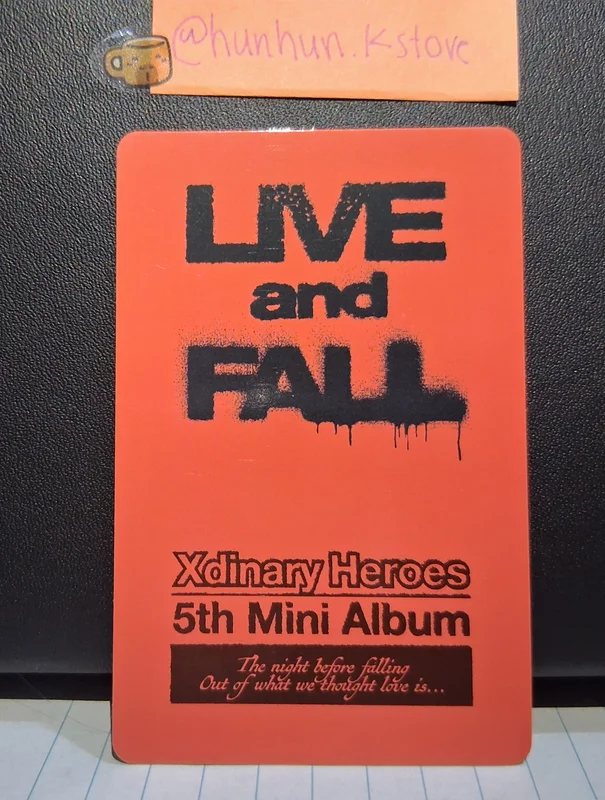 @hunhun.kstore
LIVE
and
FALL
Xdinary Heroes
5th Mini Album
The night before falling
Out of what we thought love is...